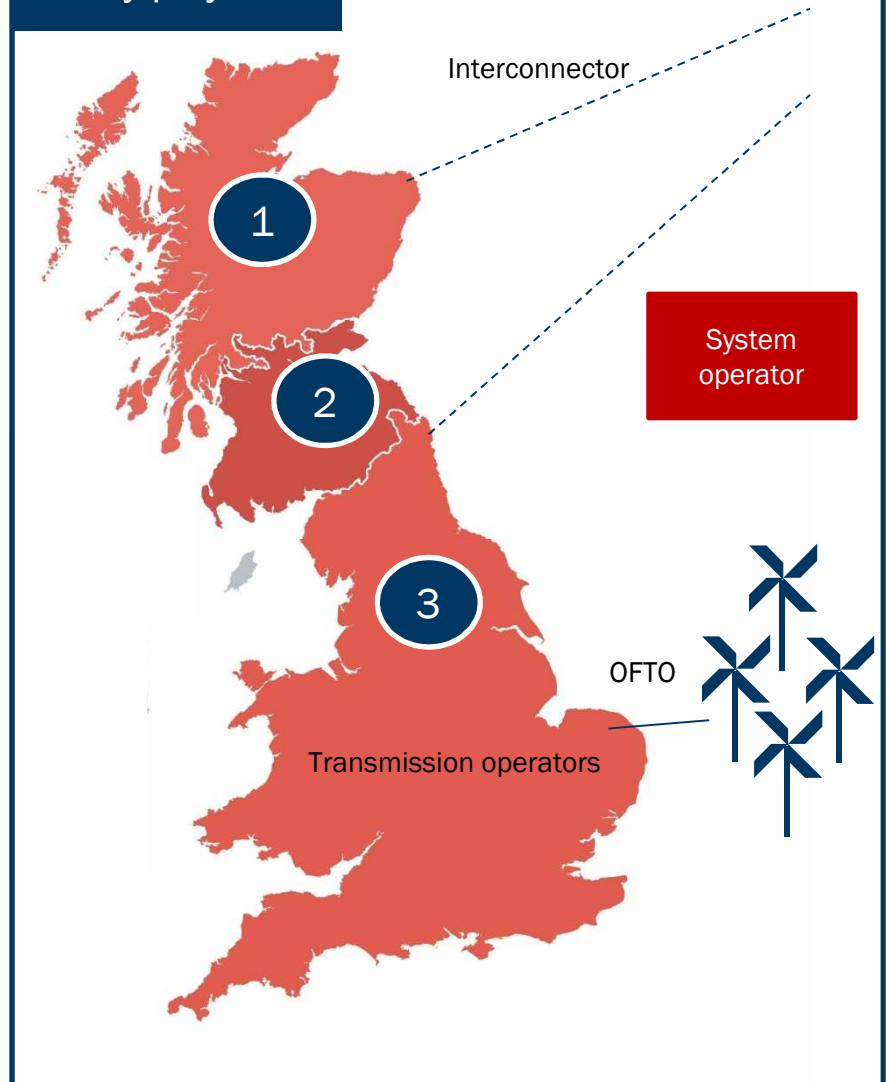 Interconnector
1
System
operator
2
3
OFTO
Transmission operators